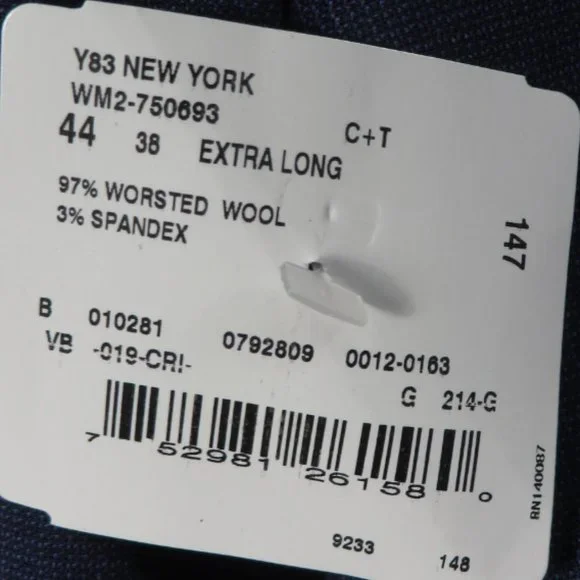 Y83 NEW YORK
WM2-750693
C+T
44 38 EXTRA LONG
97% WORSTED WOOL
3% SPANDEX
147
B 010281 0792809 0012-0163
VB -019-CRI-
G 214-G
7 52981 26158 0
RN140087
9233 148